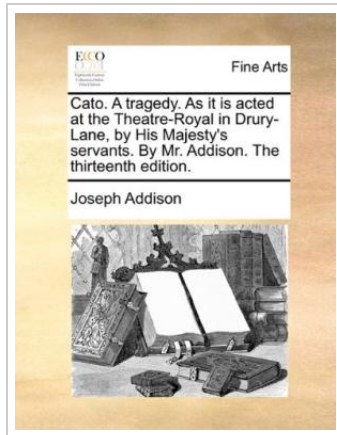 ECCO
Fine Arts
Cato. A tragedy. As it is acted
at the Theatre-Royal in Drury-
Lane, by His Majesty's
servants. By Mr. Addison. The
thirteenth edition.
Joseph Addison